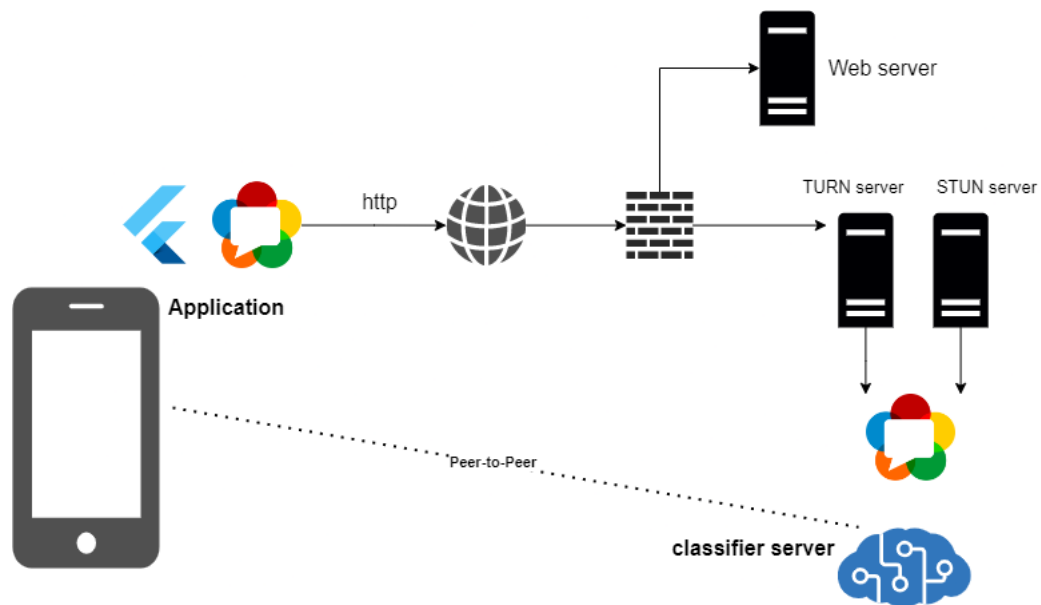 Web server
TURN server
STUN server
http
Application
Peer-to-Peer
classifier server